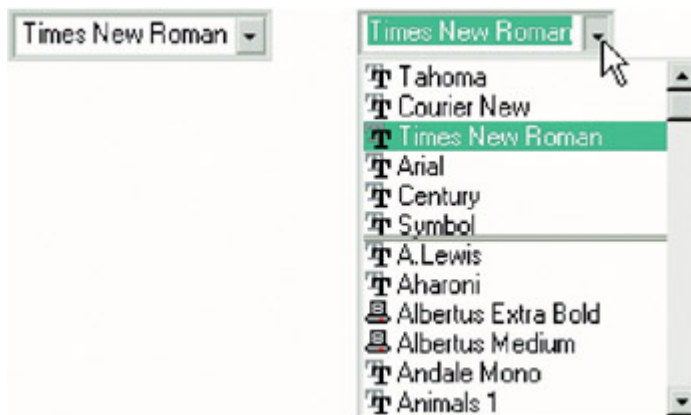 Times New Roman
Times New Roman
Tahoma
Courier New
Times New Roman
Arial
Century
Symbol
A.Lewis
Aharoni
Albertus Extra Bold
Albertus Medium
Andale Mono
Animals 1